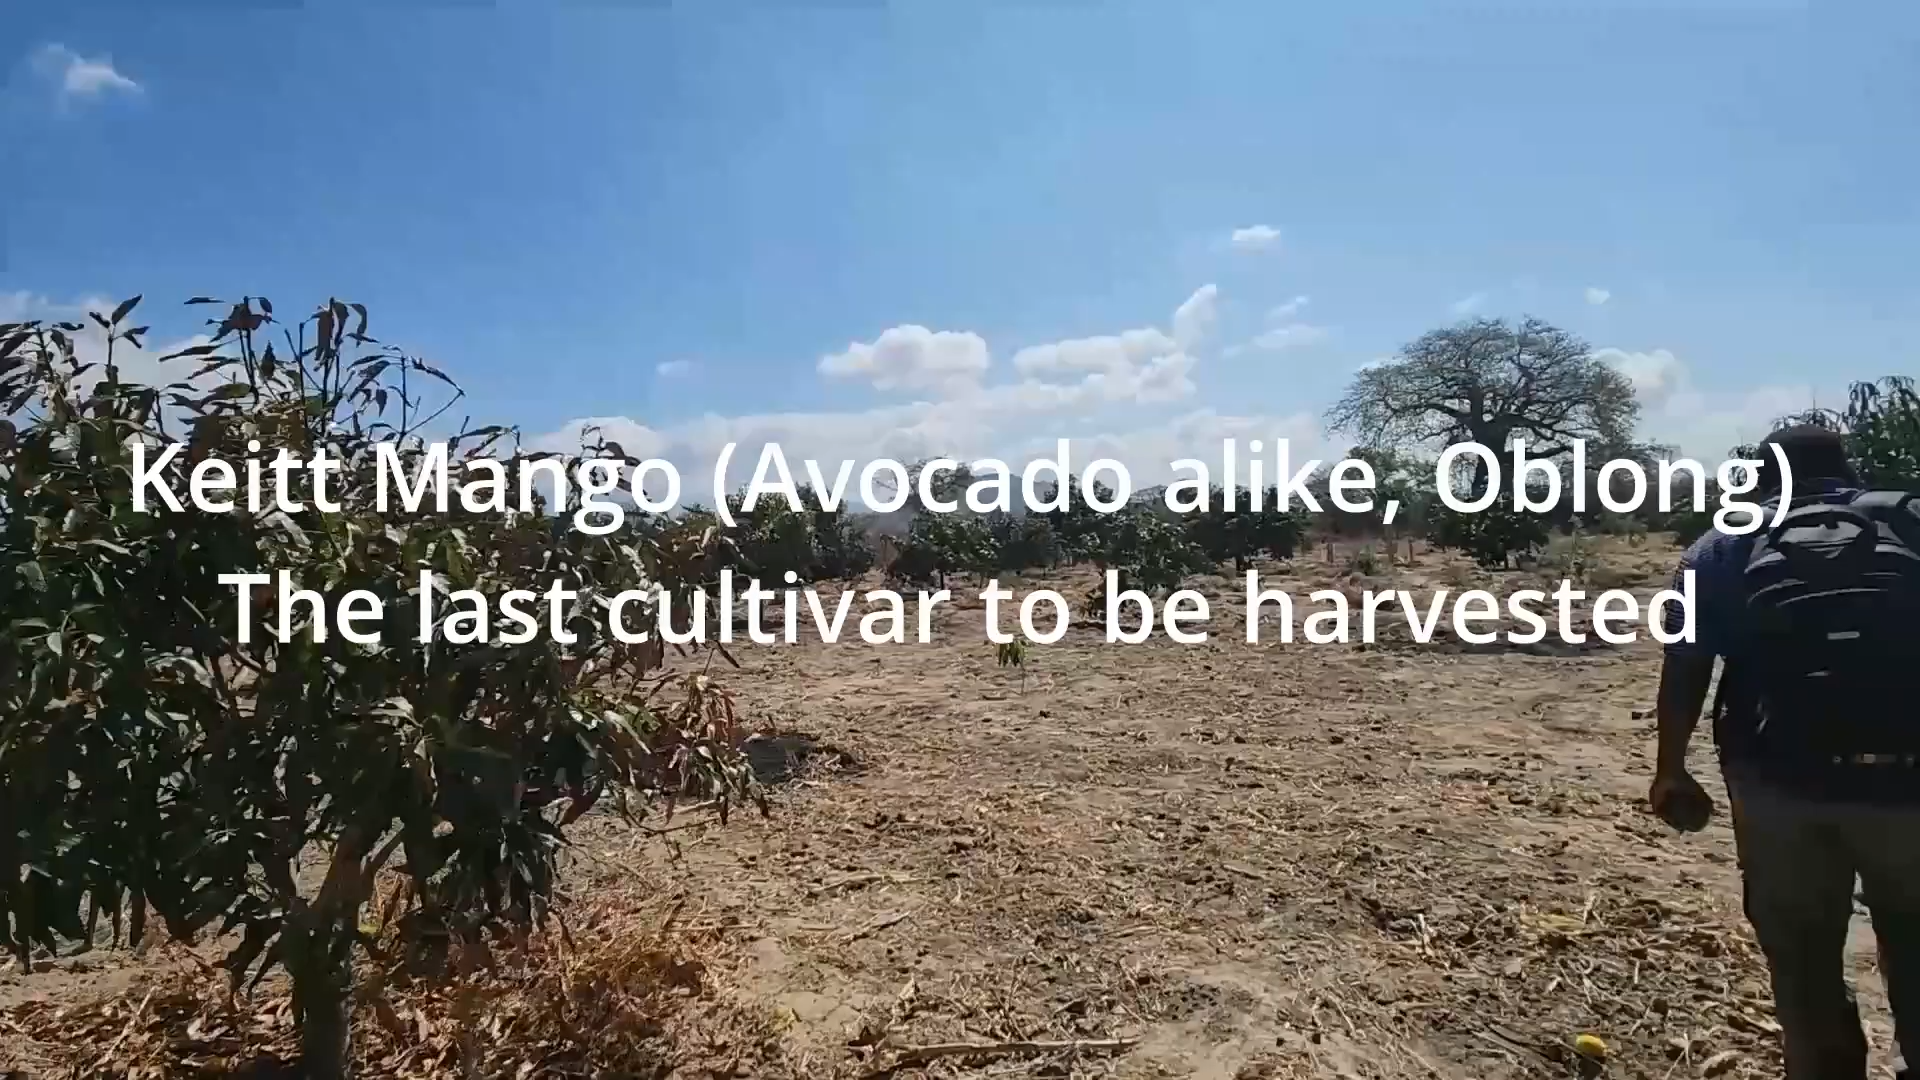 Keitt Mango (Avocado alike, Oblong)
The last cultivar to be harvested